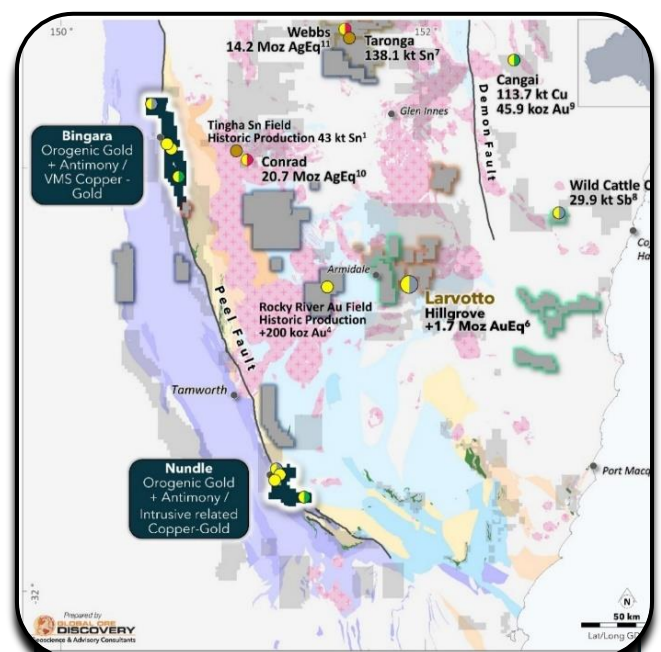 150 °
152
Webbs
14.2 Moz AgEq11
Taronga
138.1 kt Sn7
Cangai
113.7 kt Cu
45.9 koz Au9
Demon Fault
Glen Innes
Bingara
Orogenic Gold
+ Antimony /
VMS Copper -
Gold
Tingha Sn Field
Historic Production 43 kt Sn1
Conrad
20.7 Moz AgEq10
Wild Cattle C
29.9 kt Sb8
Co
Ha
Armidale
Larvotto
Hillgrove
+1.7 Moz AuEq6
Rocky River Au Field
Historic Production
+200 koz Au4
Peel Fault
Tamworth
Nundle
Orogenic Gold
+ Antimony /
Intrusive related
Copper-Gold
Port Macq
-32 °
N
50 km
Lat/Long GD
Prepared by
GLOBAL ORE
DISCOVERY
eoscience & Advisory Consultants